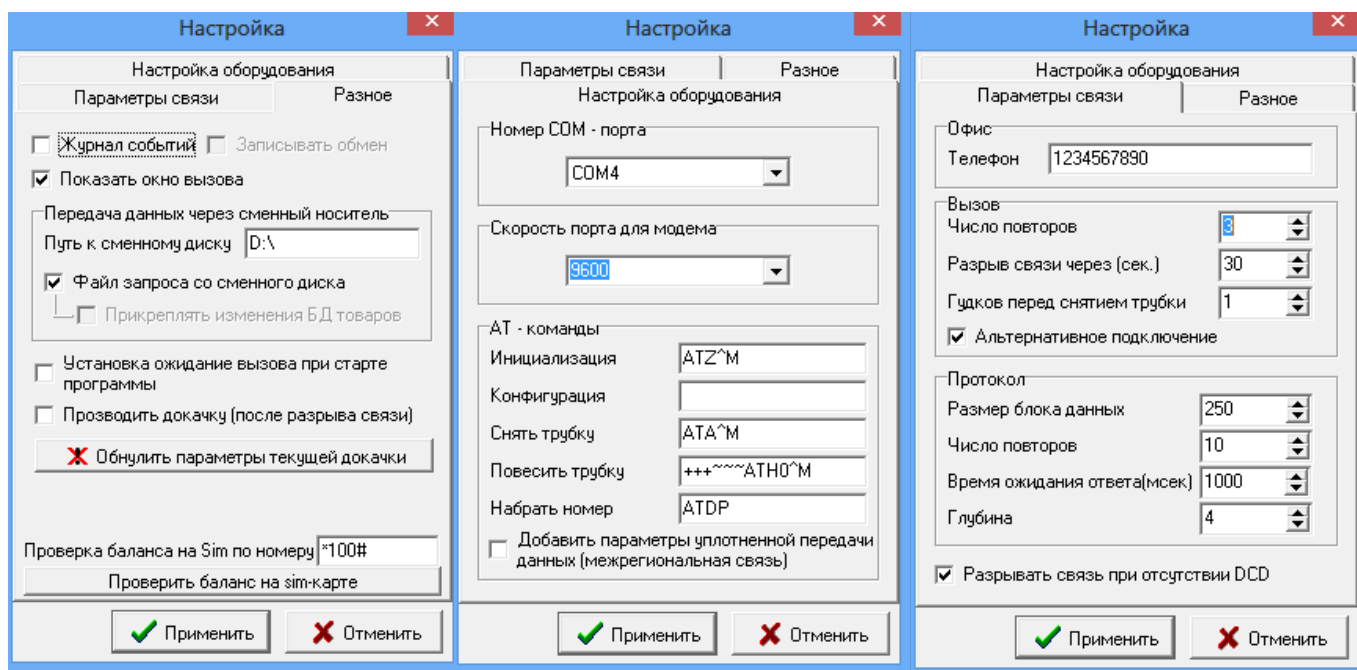 Настройка
Настройка оборудования
Параметры связи
Разное
Журнал событий
Записывать обмен
Показать окно вызова
Передача данных через сменный носитель
Путь к сменному диску
D:\
Файл запроса со сменного диска
Прикреплять изменения БД товаров
Установка ожидание вызова при старте
программы
Прозводить докачку (после разрыва связи)
Обнулить параметры текущей докачки
Проверка баланса на Sim по номеру
*100#
Проверить баланс на sim-карте
Применить
Отменить
Настройка
Параметры связи
Разное
Настройка оборудования
Номер COM - порта
COM4
Скорость порта для модема
9600
AT - команды
Инициализация
ATZ^M
Конфигурация
Снять трубку
ATA^M
Повесить трубку
+++~~~ATH0^M
Набрать номер
ATDP
Добавить параметры уплотненной передачи
данных (межрегиональная связь)
Применить
Отменить
Настройка
Настройка оборудования
Параметры связи
Разное
Офис
Телефон
1234567890
Вызов
Число повторов
3
Разрыв связи через (сек.)
30
Гудков перед снятием трубки
1
Альтернативное подключение
Протокол
Размер блока данных
250
Число повторов
10
Время ожидания ответа(мсек)
1000
Глубина
4
Разрывать связь при отсутствии DCD
Применить
Отменить